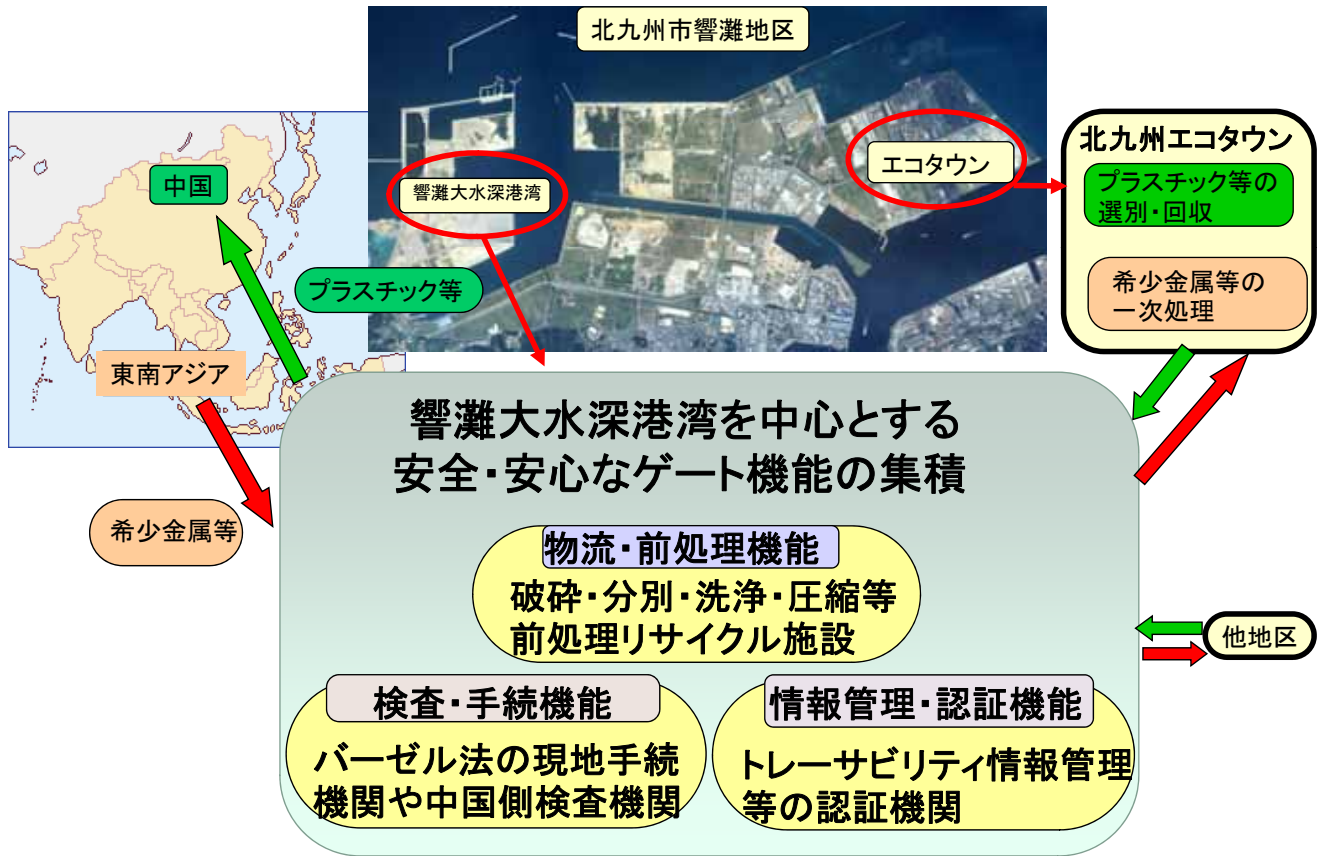 北九州市響灘地区
中国
響灘大水深港湾
エコタウン
プラスチック等
東南アジア
希少金属等
北九州エコタウン
プラスチック等の
選別・回収
希少金属等の
一次処理
響灘大水深港湾を中心とする
安全・安心なゲート機能の集積
物流・前処理機能
破砕・分別・洗浄・圧縮等
前処理リサイクル施設
検査・手続機能
バーゼル法の現地手続
機関や中国側検査機関
情報管理・認証機能
トレーサビリティ情報管理
等の認証機関
他地区